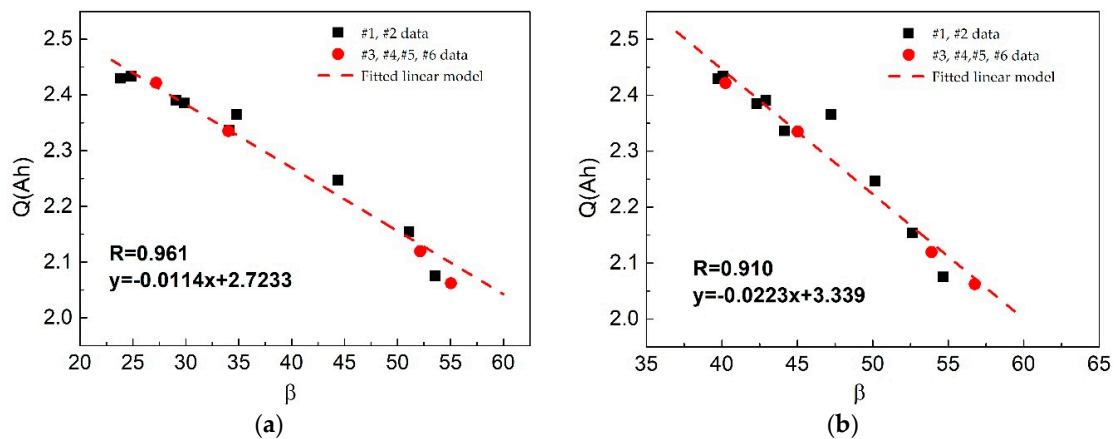 #1, #2 data
#3, #4,#5, #6 data
Fitted linear model
Q(Ah)
2.5
2.4
2.3
2.2
2.1
2.0
R=0.961
y=-0.0114x+2.7233
20 25 30 35 40 45 50 55 60
β
(a)
#1, #2 data
#3, #4,#5, #6 data
Fitted linear model
Q(Ah)
2.5
2.4
2.3
2.2
2.1
2.0
R=0.910
y=-0.0223x+3.339
35 40 45 50 55 60 65
β
(b)